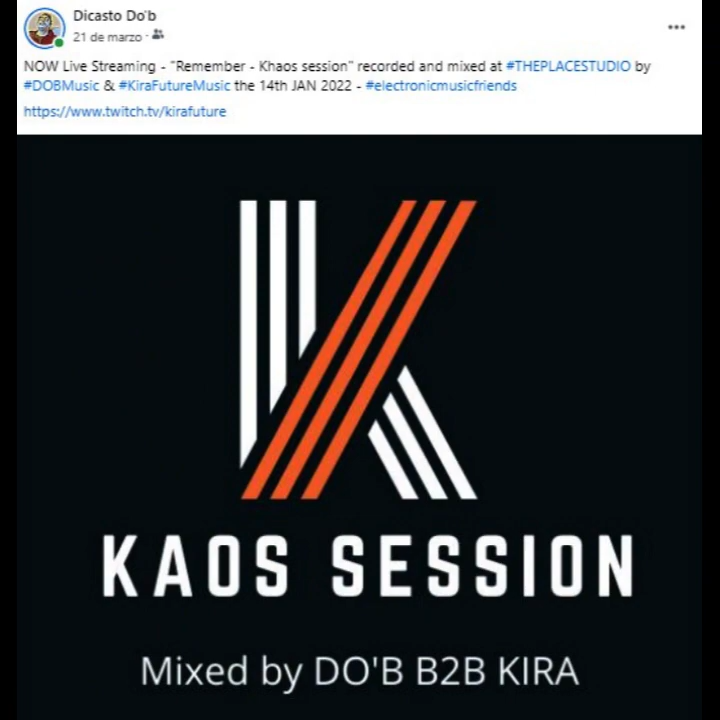 Dicasto Do'b
21 de marzo ·
NOW Live Streaming - "Remember - Khaos session" recorded and mixed at #THEPLACESTUDIO by
#DOBMusic & #KiraFutureMusic the 14th JAN 2022 - #electronicmusicfriends
https://www.twitch.tv/kirafuture
K
KAOS SESSION
Mixed by DO'B B2B KIRA